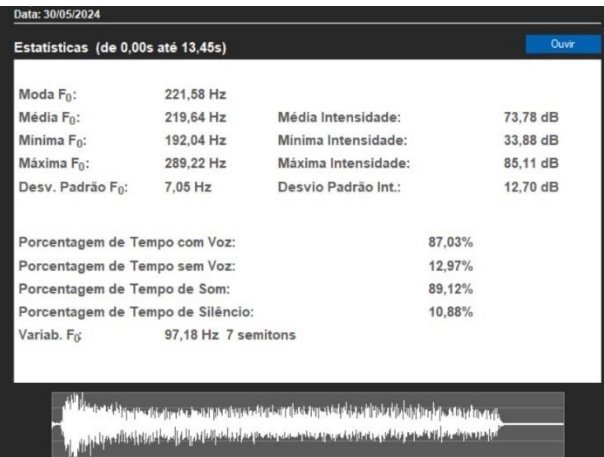 Data: 30/05/2024
Estatísticas (de 0,00s até 13,45s) Ouvir
Moda F₀: 221,58 Hz
Média F₀: 219,64 Hz Média Intensidade: 73,78 dB
Mínima F₀: 192,04 Hz Mínima Intensidade: 33,88 dB
Máxima F₀: 289,22 Hz Máxima Intensidade: 85,11 dB
Desv. Padrão F₀: 7,05 Hz Desvio Padrão Int.: 12,70 dB
Porcentagem de Tempo com Voz: 87,03%
Porcentagem de Tempo sem Voz: 12,97%
Porcentagem de Tempo de Som: 89,12%
Porcentagem de Tempo de Silêncio: 10,88%
Variab. F₀: 97,18 Hz 7 semitons